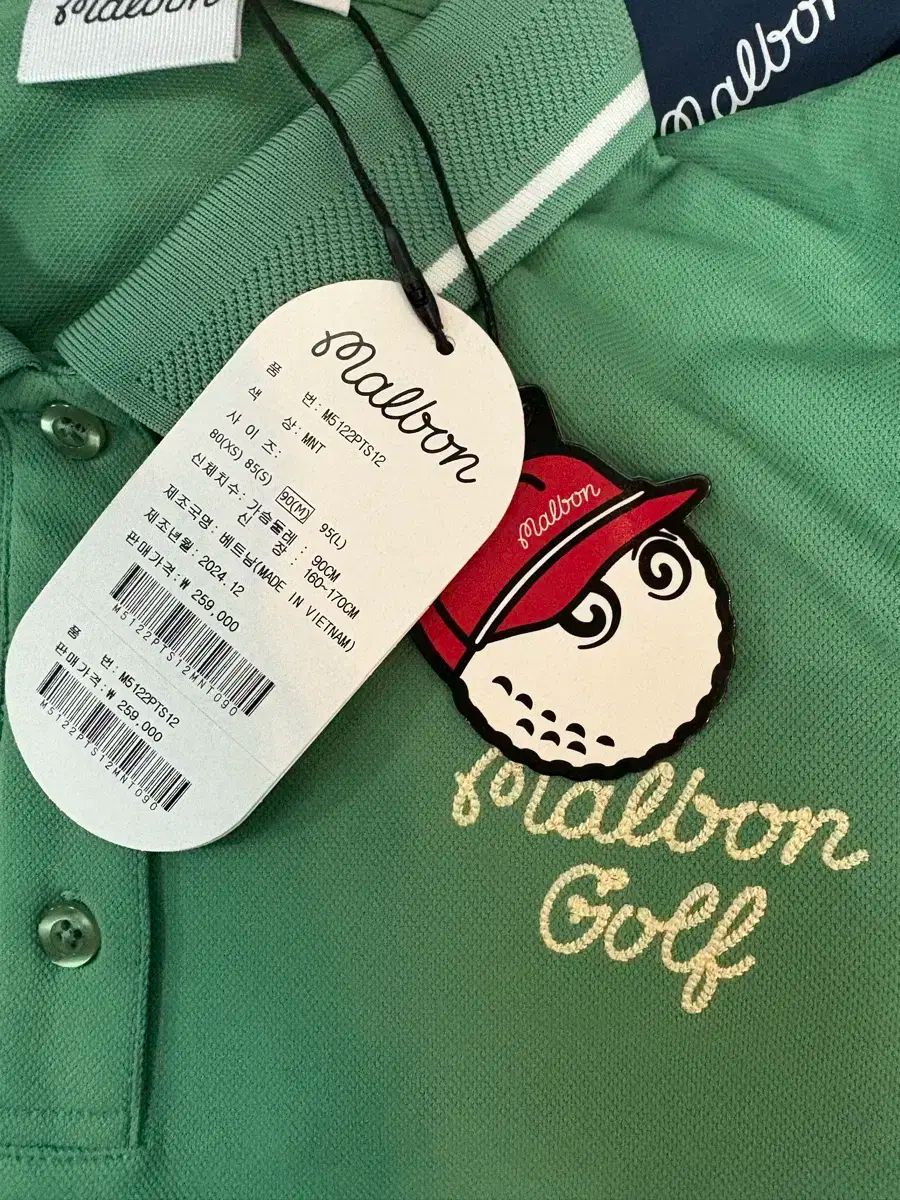 malbon
malbon
malbon
품 번: M5122PTS12
색 상: MNT
사 이 즈:
80(XS) 85(S) 90(M) 95(L)
신체치수: 가슴둘레 : 90CM
신 장 : 160~170CM
제조국명: 베트남(MADE IN VIETNAM)
제조년월: 2024.12
판매가격:₩ 259,000
M5122PTS12MNT090
품 번: M5122PTS12
판매가격:₩ 259,000
M5122PTS12MNT090
malbon
Malbon
Golf